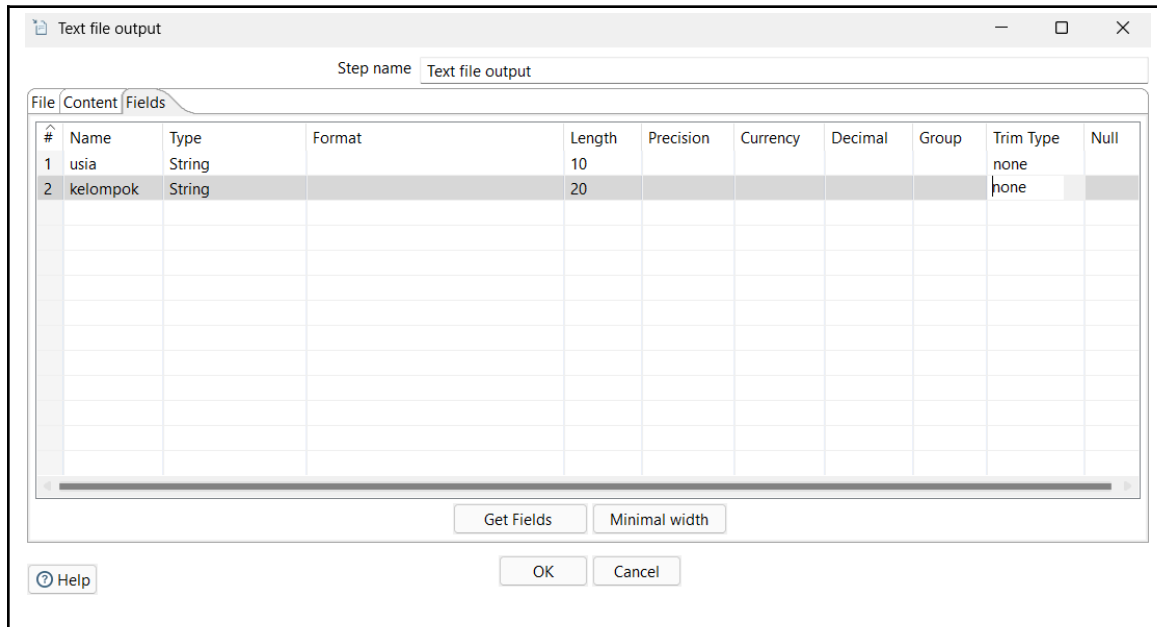 Text file output
Step name Text file output
File Content Fields
# Name Type Format Length Precision Currency Decimal Group Trim Type Null
1 usia String 10 none
2 kelompok String 20 none
Get Fields Minimal width
OK Cancel
Help